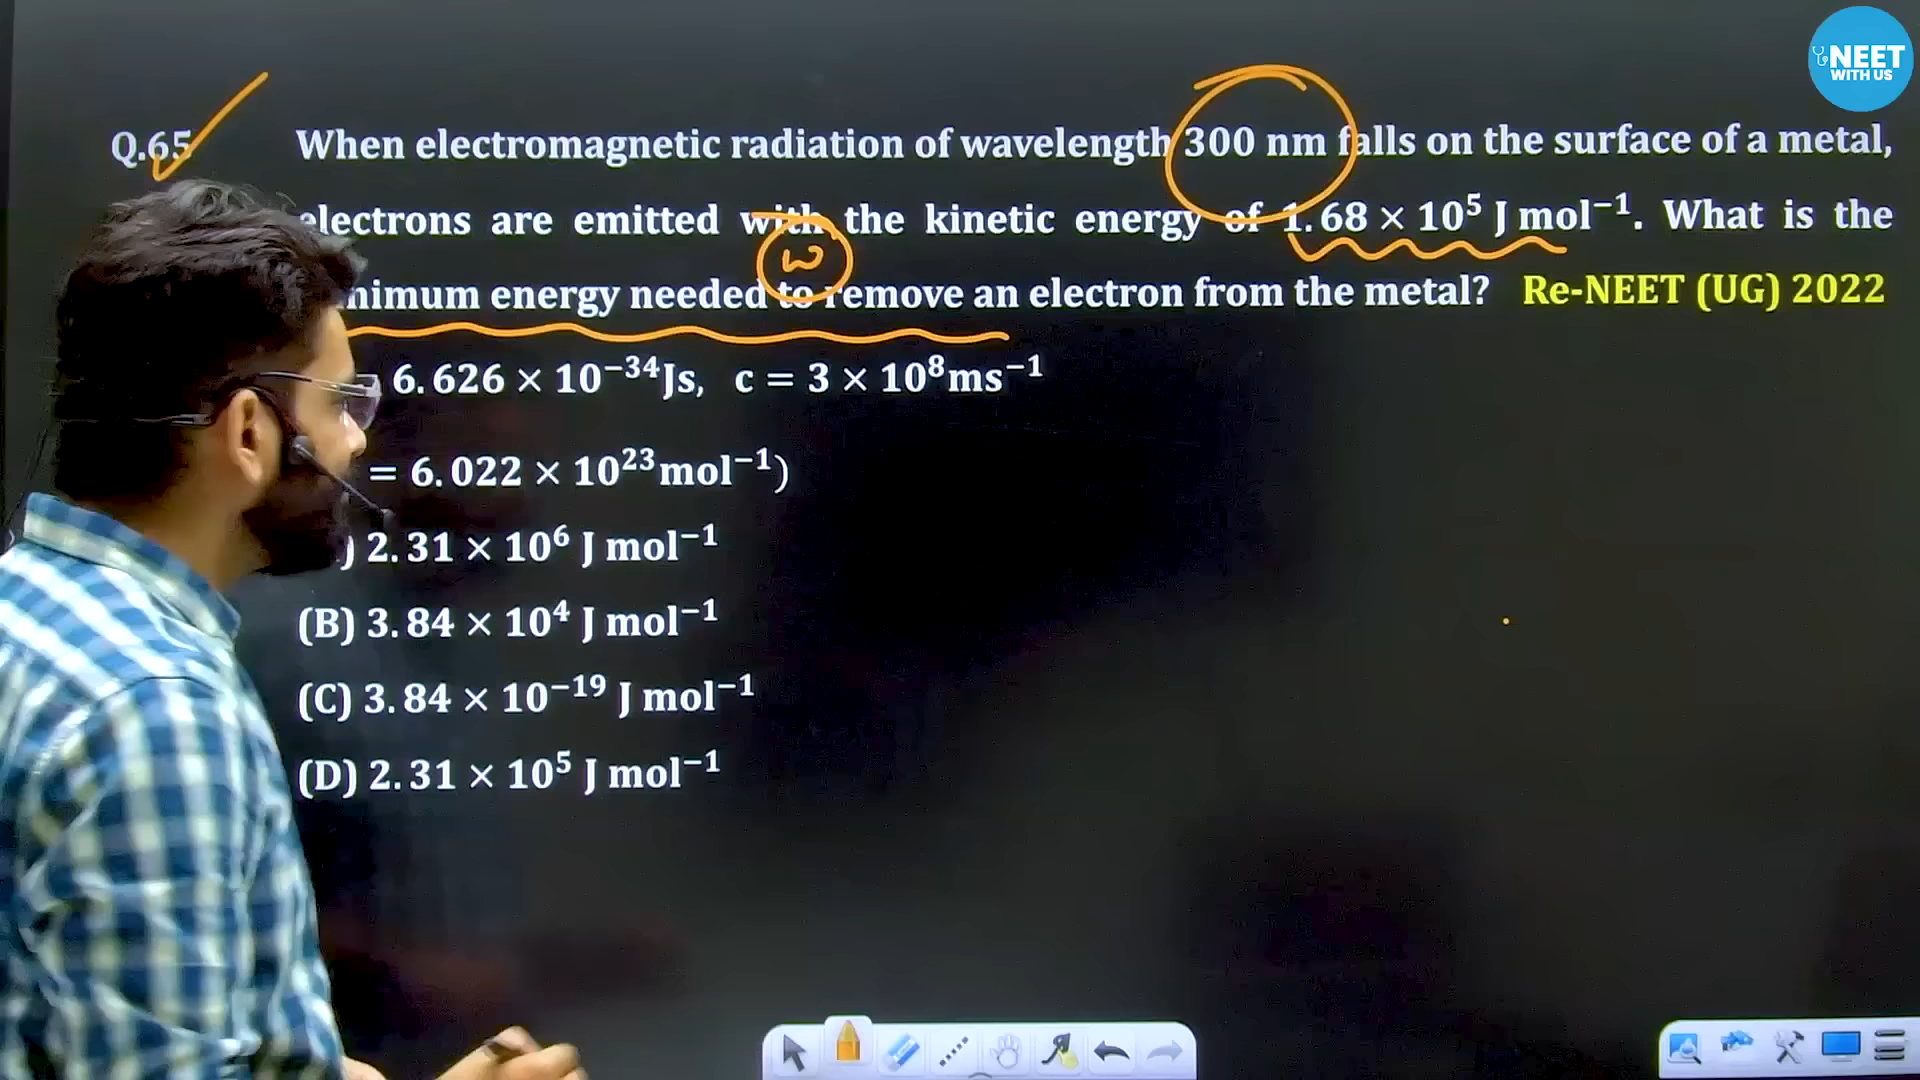 NEET
WITH US
Q.65 When electromagnetic radiation of wavelength 300 nm falls on the surface of a metal,
electrons are emitted with the kinetic energy of 1.68 × 10⁵ J mol⁻¹. What is the
energy needed to remove an electron from the metal? Re-NEET (UG) 2022
w
6.626 × 10⁻³⁴Js, c = 3 × 10⁸ms⁻¹
= 6.022 × 10²³mol⁻¹)
) 2.31 × 10⁶ J mol⁻¹
(B) 3.84 × 10⁴ J mol⁻¹
(C) 3.84 × 10⁻¹⁹ J mol⁻¹
(D) 2.31 × 10⁵ J mol⁻¹